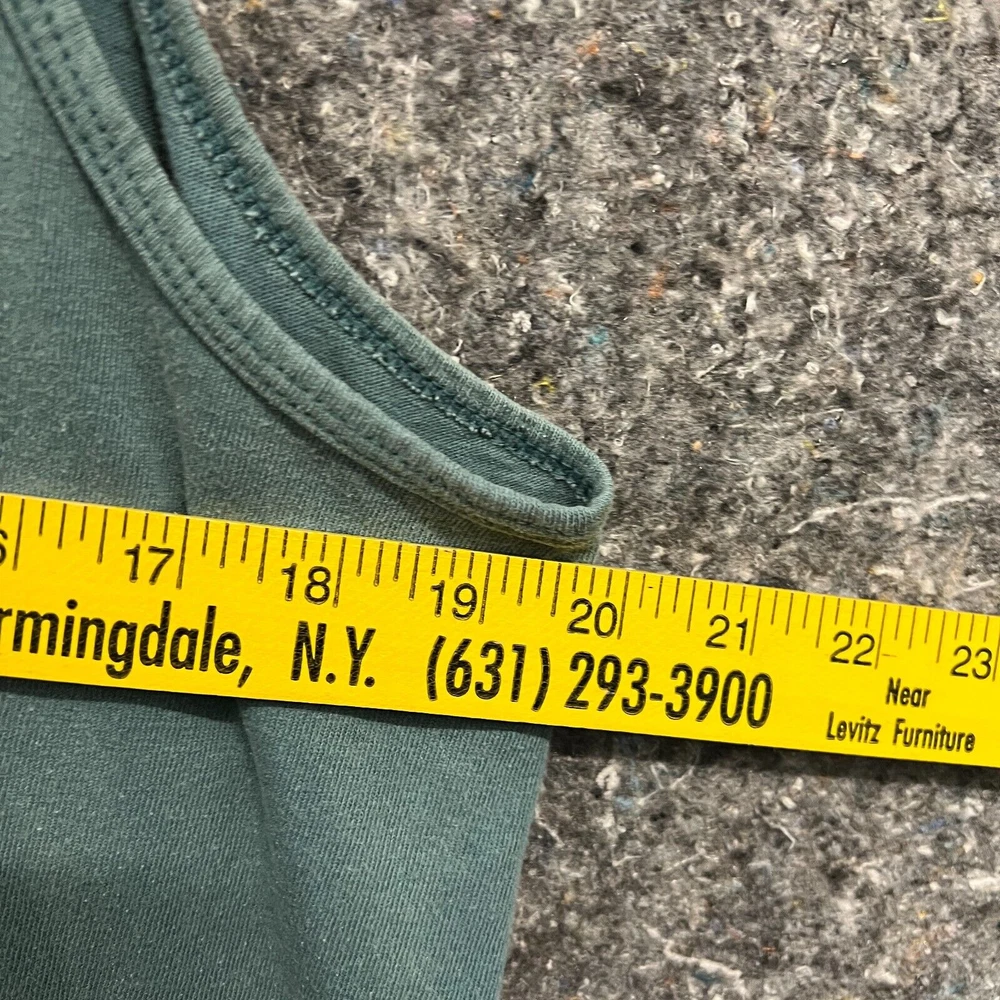 17 18 19 20 21 22 23
rmingdale, N.Y. (631) 293-3900
Near
Levitz Furniture